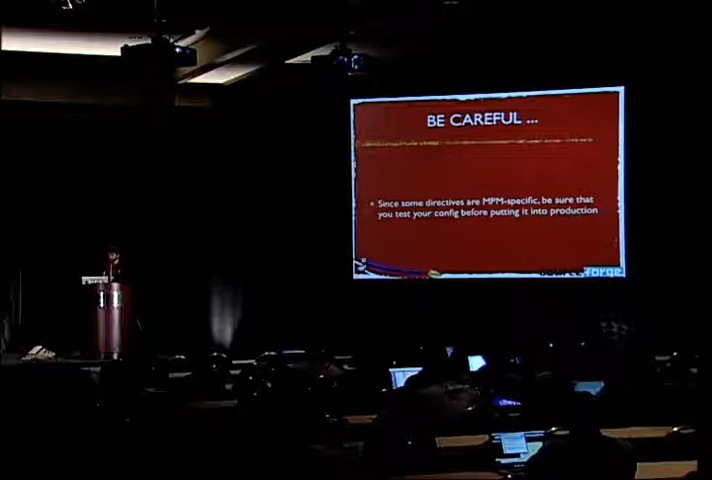 BE CAREFUL ...
• Since some directives are MPM-specific, be sure that
you test your config before putting it into production
sourceforge